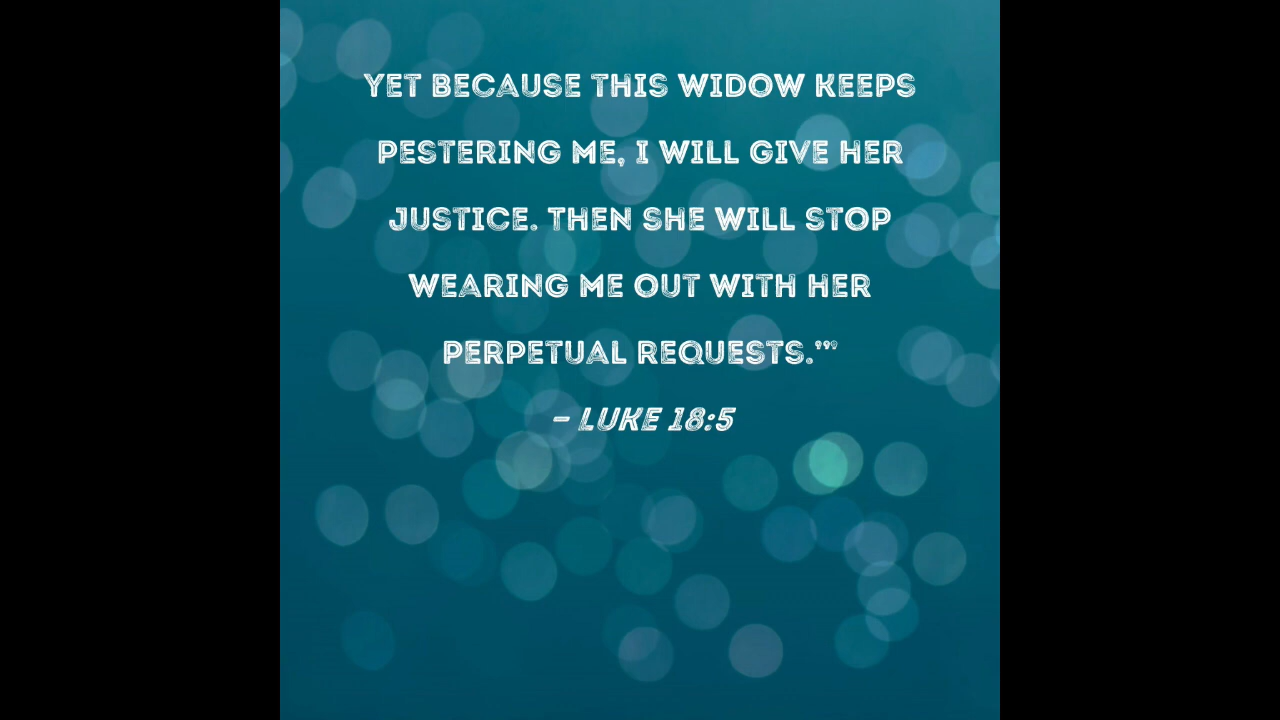 YET BECAUSE THIS WIDOW KEEPS
PESTERING ME, I WILL GIVE HER
JUSTICE. THEN SHE WILL STOP
WEARING ME OUT WITH HER
PERPETUAL REQUESTS.’”
– LUKE 18:5